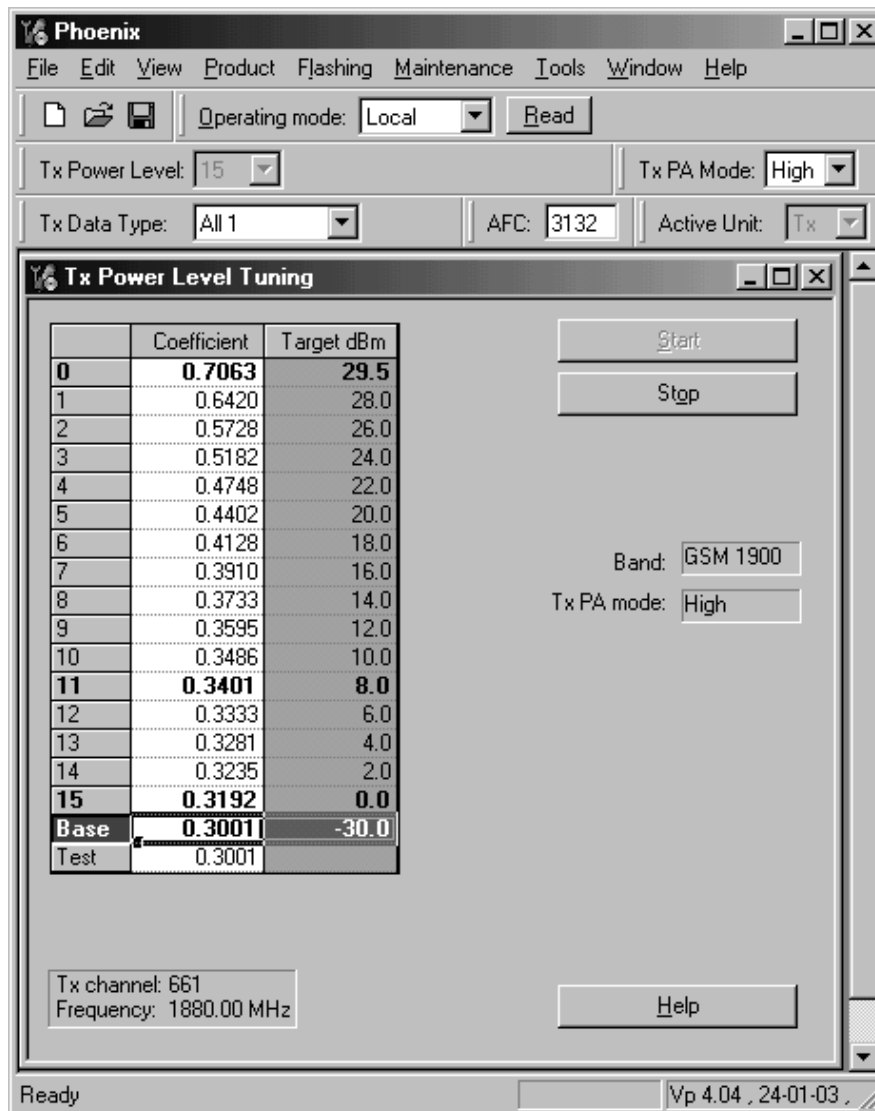 Phoenix
File Edit View Product Flashing Maintenance Tools Window Help
Operating mode: Local Read
Tx Power Level: 15 Tx PA Mode: High
Tx Data Type: All 1 AFC: 3132 Active Unit: Tx
Tx Power Level Tuning
Coefficient Target dBm
0 0.7063 29.5
1 0.6420 28.0
2 0.5728 26.0
3 0.5182 24.0
4 0.4748 22.0
5 0.4402 20.0
6 0.4128 18.0
7 0.3910 16.0
8 0.3733 14.0
9 0.3595 12.0
10 0.3486 10.0
11 0.3401 8.0
12 0.3333 6.0
13 0.3281 4.0
14 0.3235 2.0
15 0.3192 0.0
Base 0.3001 -30.0
Test 0.3001
Start
Stop
Band: GSM 1900
Tx PA mode: High
Tx channel: 661
Frequency: 1880.00 MHz
Help
Ready Vp 4.04 , 24-01-03 ,